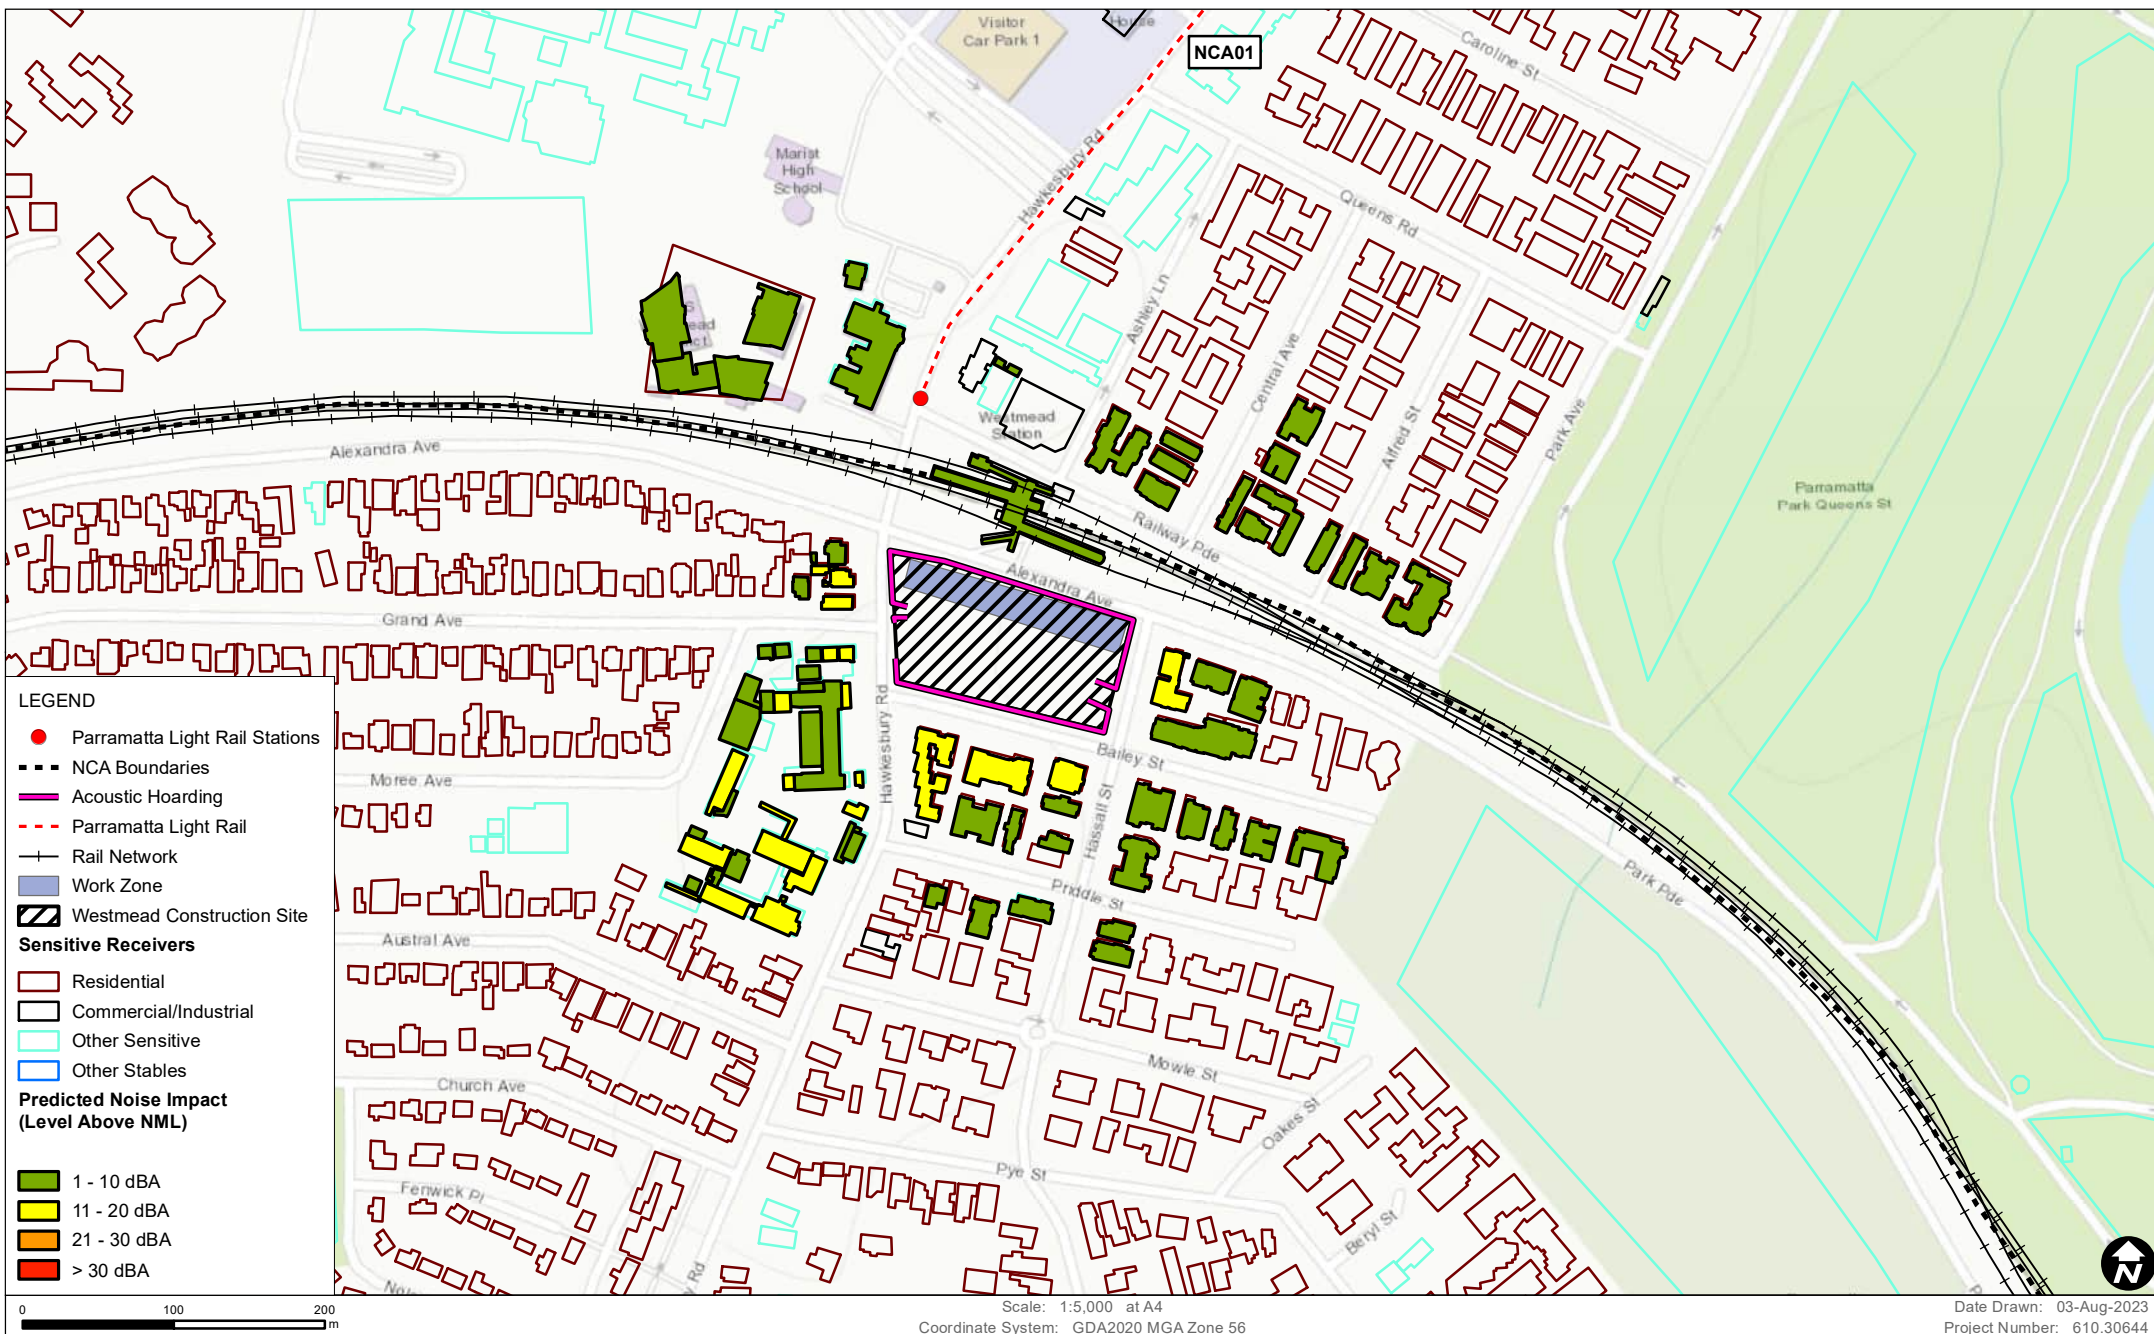 Visitor
Car Park 1
House
NCA01
Caroline St
Marist
High
School
Hawkesbury Rd
Queens Rd
Ashley Ln
Central Ave
Alfred St
Park Ave
Westmead
Station
Parramatta
Park Queens St
Alexandra Ave
Railway Pde
Alexandra Ave
Grand Ave
Hawkesbury Rd
Bailey St
Moree Ave
Hassall St
Priddle St
Park Pde
Austral Ave
Mowle St
Church Ave
Oakes St
Pye St
Fenwick Pl
Beryl St
LEGEND
Parramatta Light Rail Stations
NCA Boundaries
Acoustic Hoarding
Parramatta Light Rail
Rail Network
Work Zone
Westmead Construction Site
Sensitive Receivers
Residential
Commercial/Industrial
Other Sensitive
Other Stables
Predicted Noise Impact
(Level Above NML)
1 - 10 dBA
11 - 20 dBA
21 - 30 dBA
> 30 dBA
N
0 100 200
m
Scale: 1:5,000 at A4
Coordinate System: GDA2020 MGA Zone 56
Date Drawn: 03-Aug-2023
Project Number: 610.30644